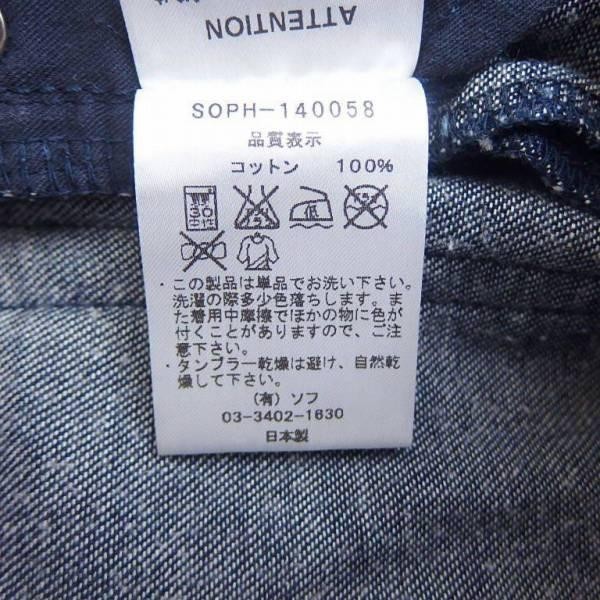 ATTENTION
SOPH-140058
品質表示
コットン 100%
30
中性
低
・この製品は単品でお洗い下さい。
洗濯の際多少色落ちします。ま
た着用中摩擦でほかの物に色が
付くことがありますので、ご注
意下さい。
・タンブラー乾燥は避け、自然乾
燥して下さい。
(有)ソフ
03-3402-1630
日本製